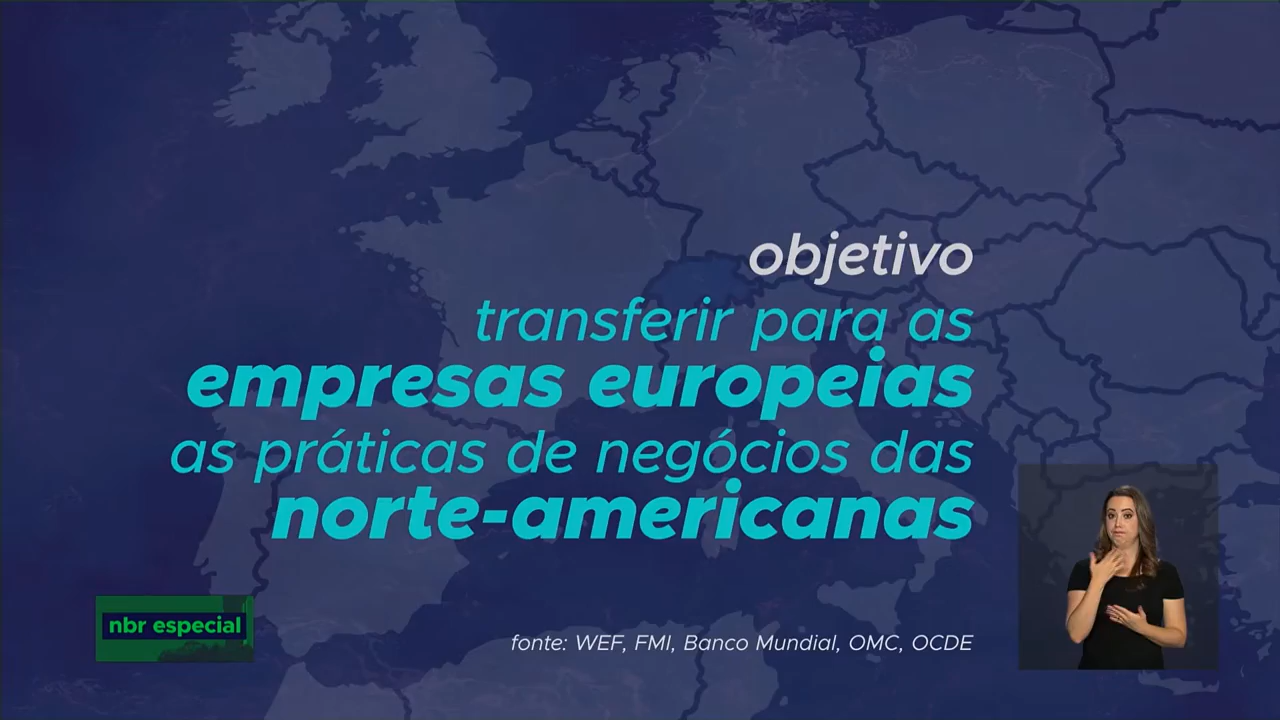 objetivo
transferir para as
empresas europeias
as práticas de negócios das
norte-americanas
nbr especial
fonte: WEF, FMI, Banco Mundial, OMC, OCDE